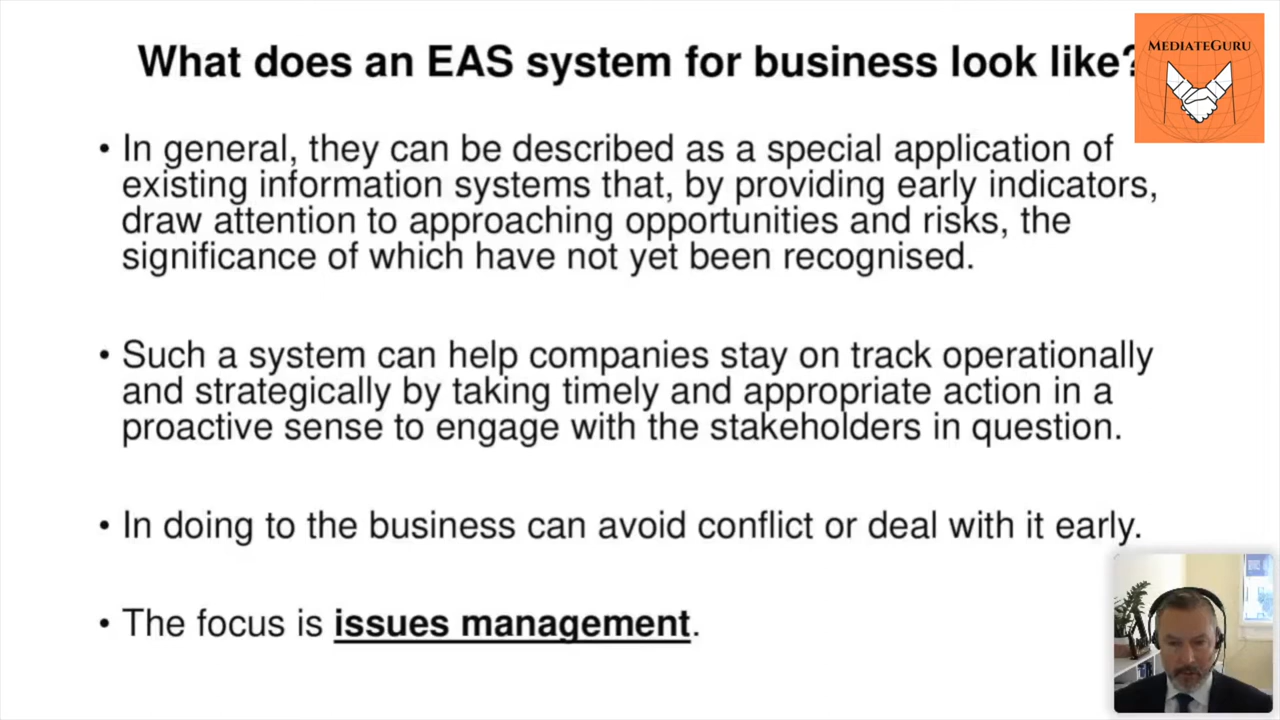 What does an EAS system for business look like?
MEDIATEGURU
• In general, they can be described as a special application of
existing information systems that, by providing early indicators,
draw attention to approaching opportunities and risks, the
significance of which have not yet been recognised.
• Such a system can help companies stay on track operationally
and strategically by taking timely and appropriate action in a
proactive sense to engage with the stakeholders in question.
• In doing to the business can avoid conflict or deal with it early.
• The focus is issues management.